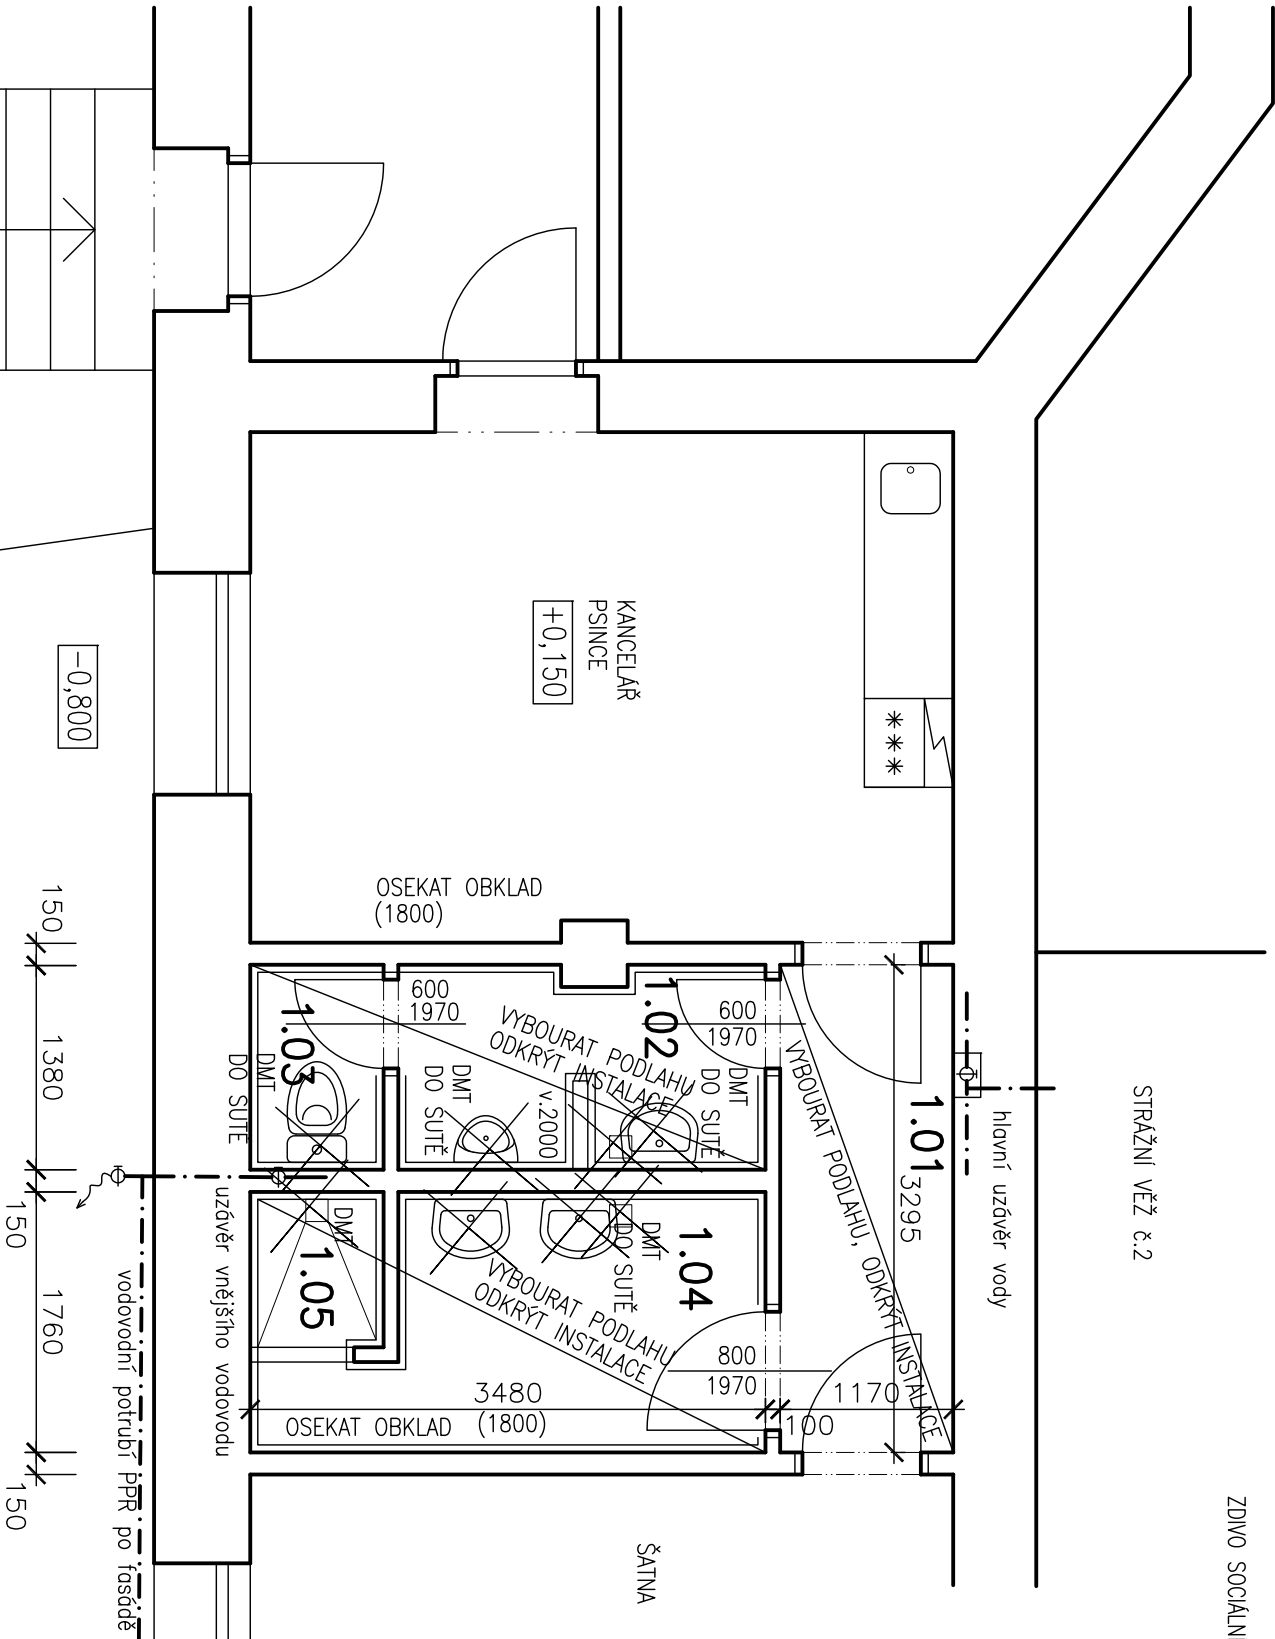 STRÁŽNÍ VĚŽ č.2
ZDIVO SOCIÁLNÍ
hlavní uzávěr vody
KANCELÁŘ
PSINCE
+0,150
-0,800
***
OSEKAT OBKLAD
(1800)
600
1970
600
1970
1.01
1.02
1.03
1.04
1.05
3295
VYBOURAT PODLAHU, ODKRÝT INSTALACE
VYBOURAT PODLAHU
ODKRÝT INSTALACE
DMT
DO SUTĚ
DMT
DO SUTĚ
v.2000
DMT
DO SUTĚ
DMT
DO SUTĚ
DMT
VYBOURAT PODLAHU
ODKRÝT INSTALACE
800
1970
3480
(1800)
OSEKAT OBKLAD
1170
100
uzávěr vnějšího vodovodu
vodovodní potrubí PPR po fasádě
150
1380
150
1760
150
ŠATNA